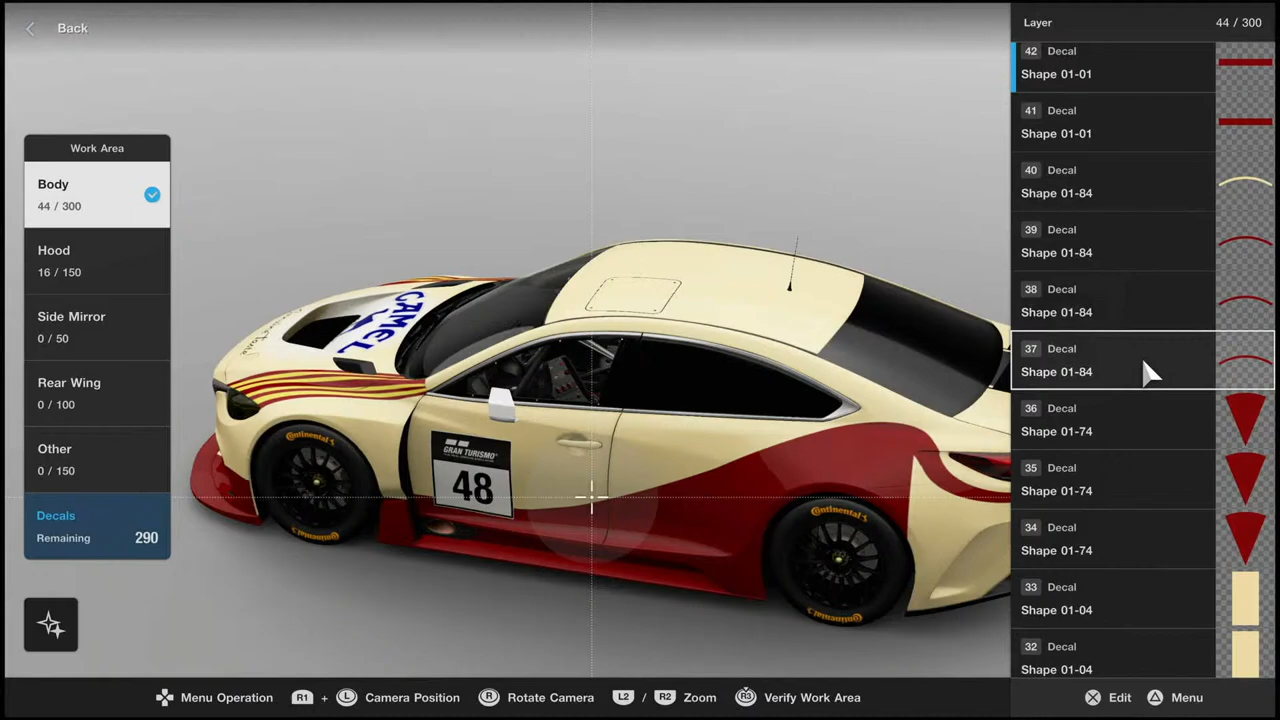 Back
Work Area
Body
44 / 300
Hood
16 / 150
Side Mirror
0 / 50
Rear Wing
0 / 100
Other
0 / 150
Decals
Remaining 290
CAMEL
Continental
Continental
GRAN TURISMO
48
Continental
Continental
Layer 44 / 300
42 Decal
Shape 01-01
41 Decal
Shape 01-01
40 Decal
Shape 01-84
39 Decal
Shape 01-84
38 Decal
Shape 01-84
37 Decal
Shape 01-84
36 Decal
Shape 01-74
35 Decal
Shape 01-74
34 Decal
Shape 01-74
33 Decal
Shape 01-04
32 Decal
Shape 01-04
Menu Operation R1 + L Camera Position R Rotate Camera L2 / R2 Zoom R3 Verify Work Area
Edit Menu